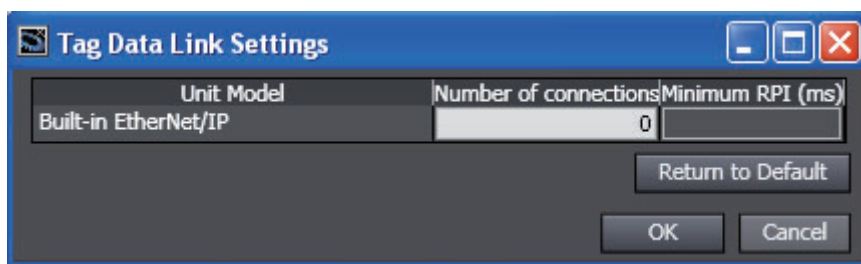 Tag Data Link Settings
Unit Model Number of connections Minimum RPI (ms)
Built-in EtherNet/IP 0
Return to Default
OK Cancel